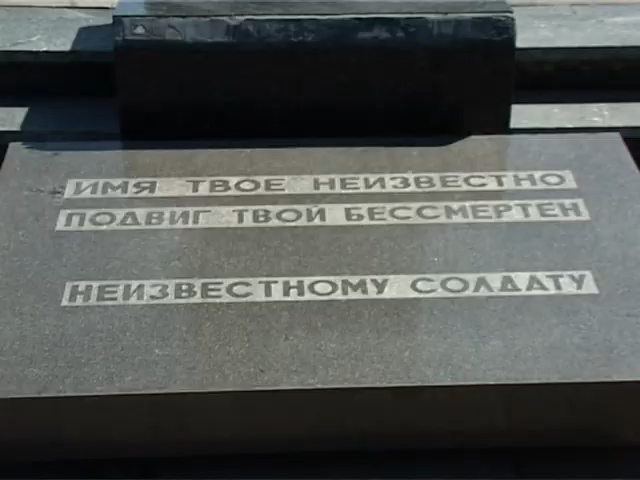 ИМЯ ТВОЕ НЕИЗВЕСТНО
ПОДВИГ ТВОЙ БЕССМЕРТЕН
НЕИЗВЕСТНОМУ СОЛДАТУ